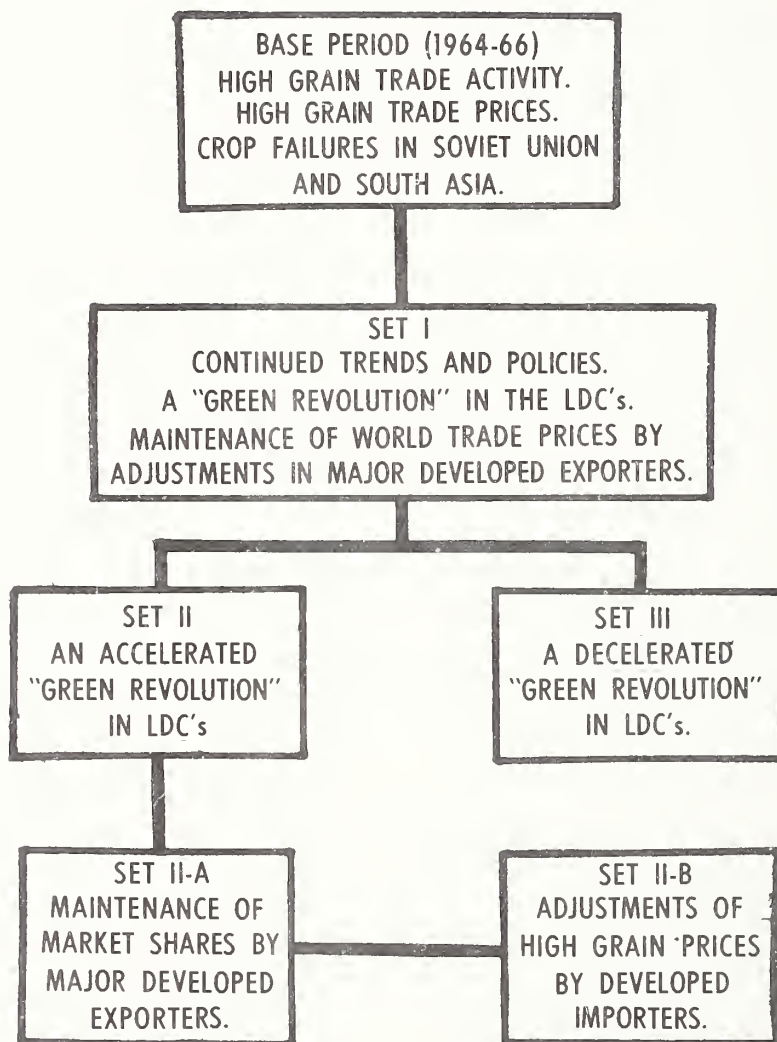 BASE PERIOD (1964-66)
HIGH GRAIN TRADE ACTIVITY.
HIGH GRAIN TRADE PRICES.
CROP FAILURES IN SOVIET UNION
AND SOUTH ASIA.
SET I
CONTINUED TRENDS AND POLICIES.
A "GREEN REVOLUTION" IN THE LDC's.
MAINTENANCE OF WORLD TRADE PRICES BY
ADJUSTMENTS IN MAJOR DEVELOPED EXPORTERS.
SET II
AN ACCELERATED
"GREEN REVOLUTION"
IN LDC's
SET III
A DECELERATED
"GREEN REVOLUTION"
IN LDC's.
SET II-A
MAINTENANCE OF
MARKET SHARES BY
MAJOR DEVELOPED
EXPORTERS.
SET II-B
ADJUSTMENTS OF
HIGH GRAIN PRICES
BY DEVELOPED
IMPORTERS.